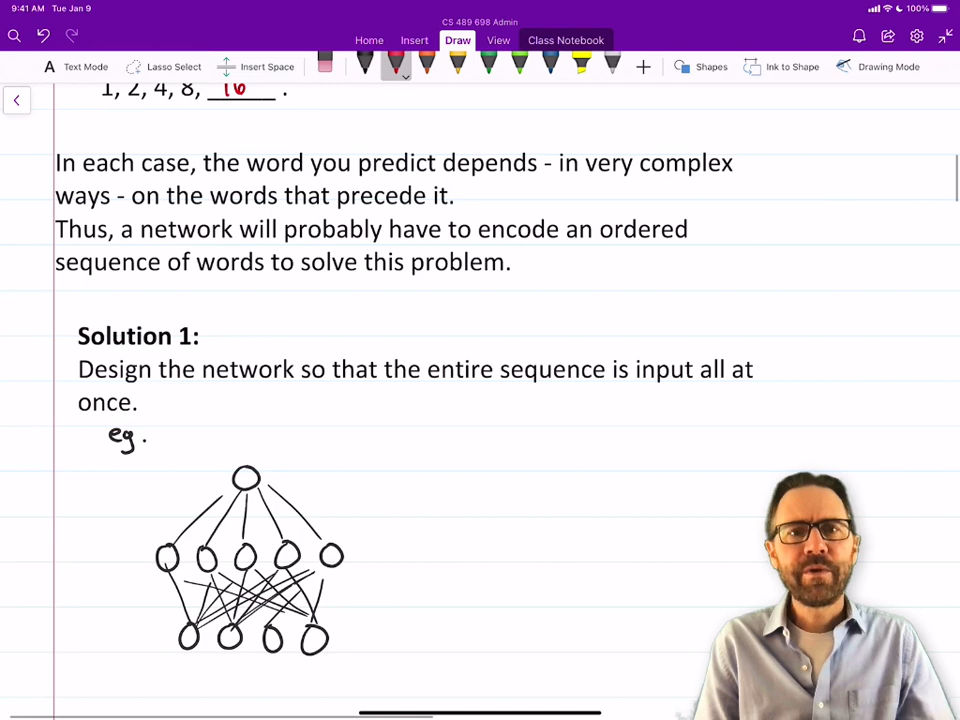 9:41 AM Tue Jan 9
100%
CS 489 698 Admin
Home Insert Draw View Class Notebook
A Text Mode Lasso Select Insert Space Shapes Ink to Shape Drawing Mode
1, 2, 4, 8, 16 .
In each case, the word you predict depends - in very complex
ways - on the words that precede it.
Thus, a network will probably have to encode an ordered
sequence of words to solve this problem.
Solution 1:
Design the network so that the entire sequence is input all at
once.
eg.